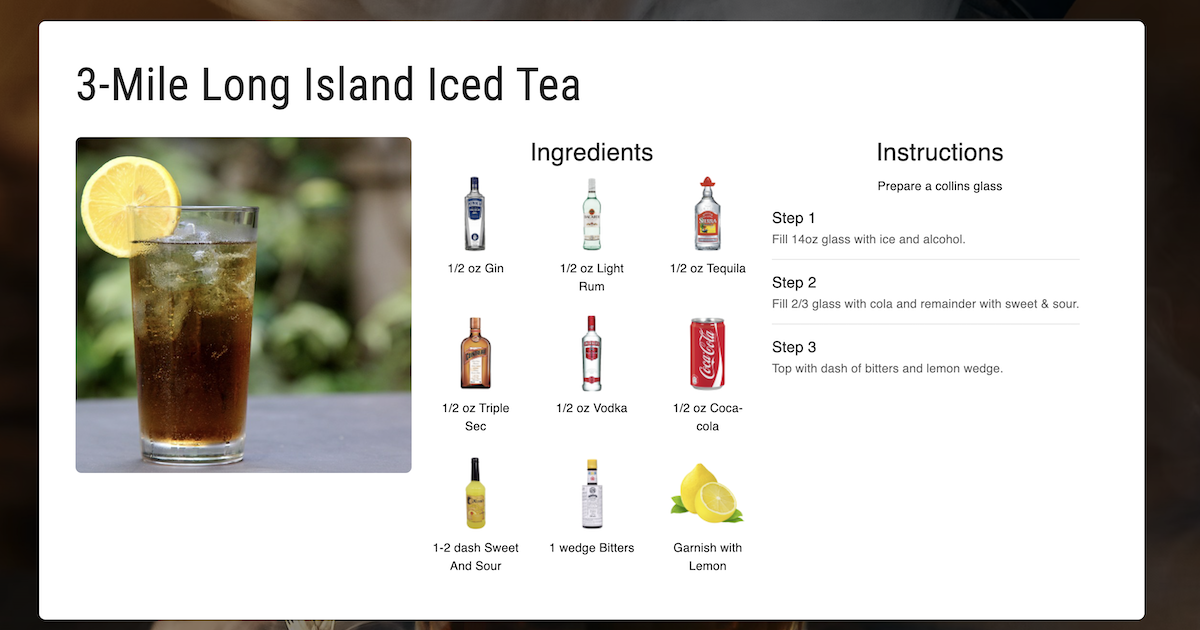 3-Mile Long Island Iced Tea
Ingredients
1/2 oz Gin
1/2 oz Light
Rum
1/2 oz Tequila
1/2 oz Triple
Sec
1/2 oz Vodka
1/2 oz Coca-
cola
Coca-Cola
1-2 dash Sweet
And Sour
1 wedge Bitters
Garnish with
Lemon
Instructions
Prepare a collins glass
Step 1
Fill 14oz glass with ice and alcohol.
Step 2
Fill 2/3 glass with cola and remainder with sweet & sour.
Step 3
Top with dash of bitters and lemon wedge.